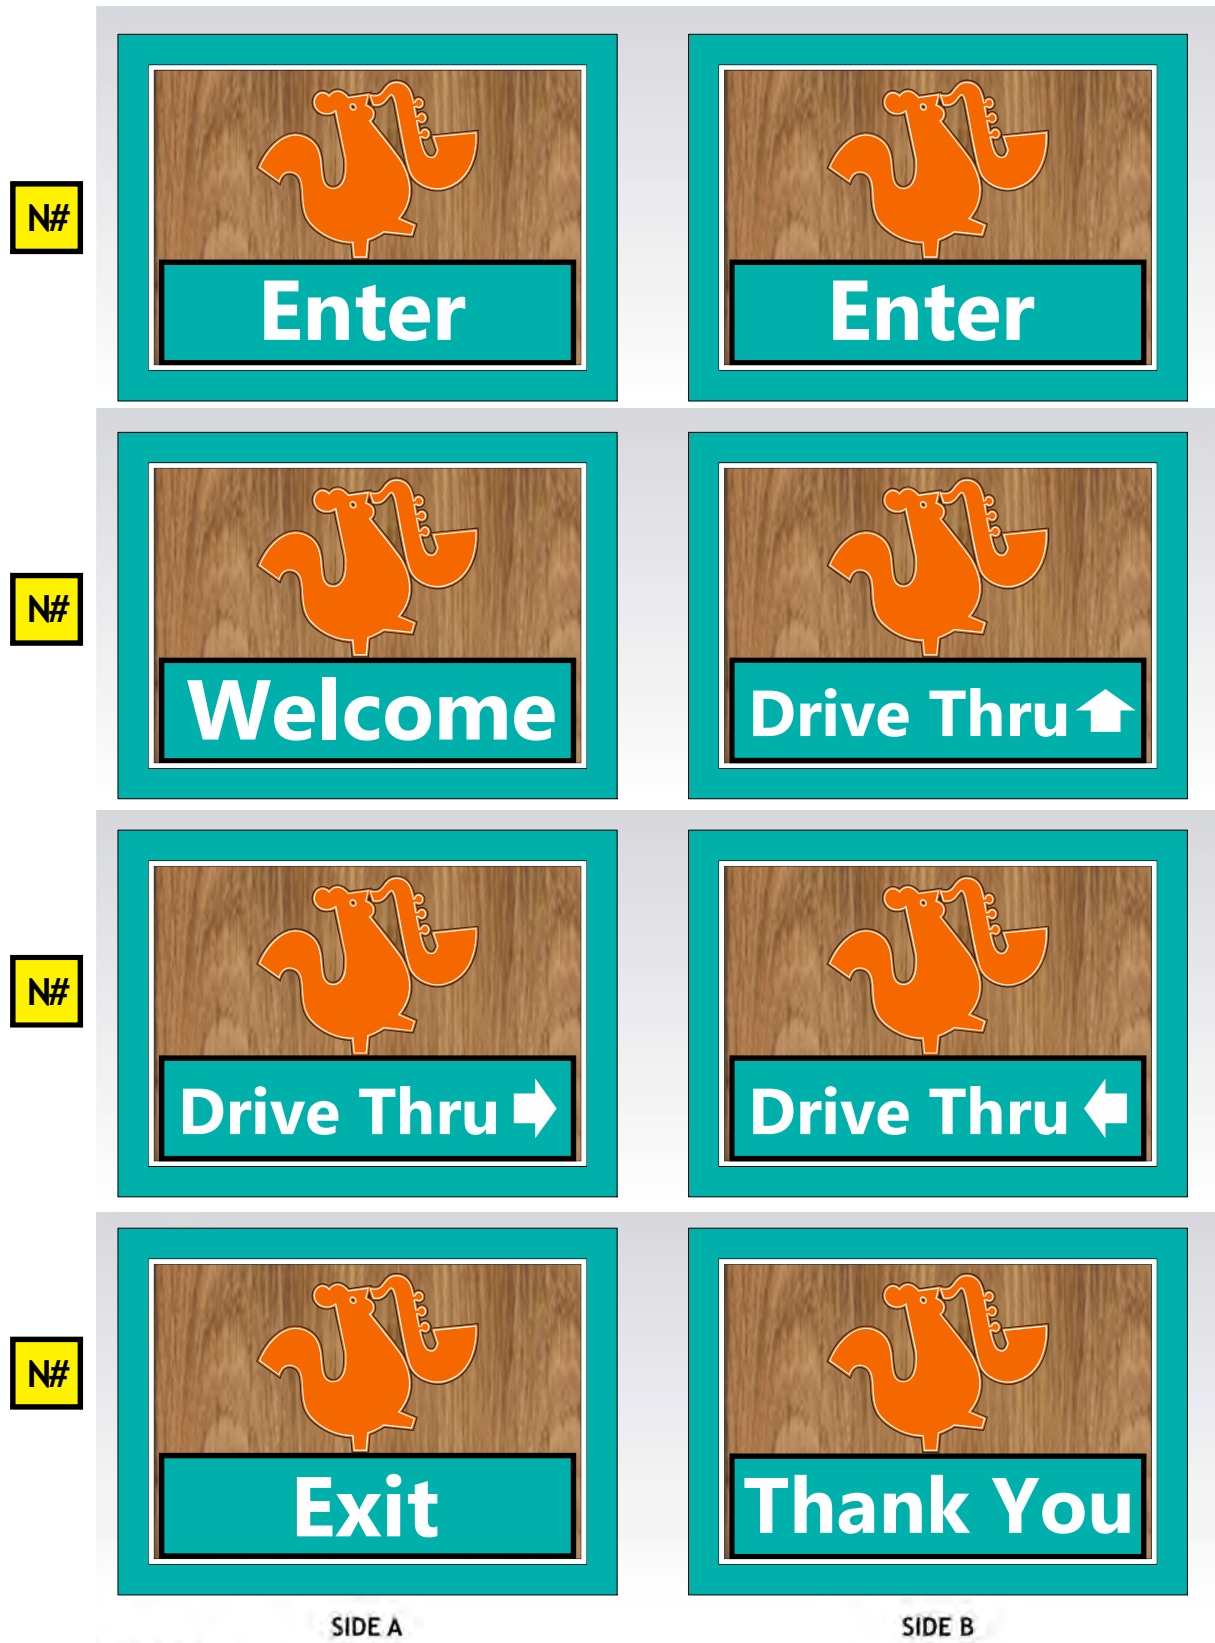 N#
Enter
Enter
N#
Welcome
Drive Thru
N#
Drive Thru
Drive Thru
N#
Exit
Thank You
SIDE A
SIDE B